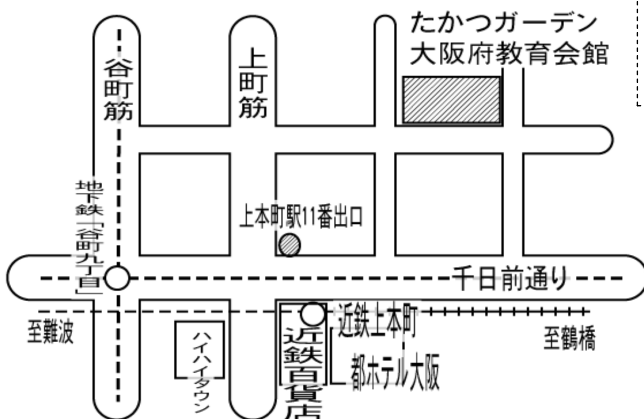 たかつガーデン
大阪府教育会館
谷町筋
上町筋
地下鉄「谷町九丁目」
上本町駅11番出口
千日前通り
至難波
近鉄上本町
至鶴橋
ハイハイタウン
近鉄百貨店
都ホテル大阪